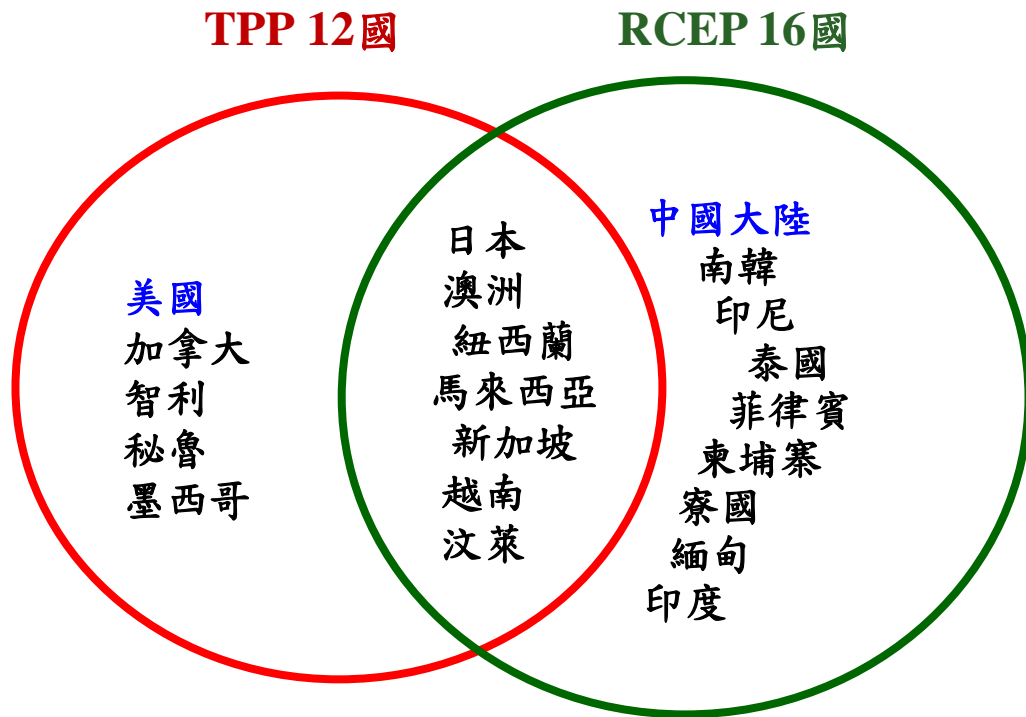 TPP 12國
RCEP 16國
美國
加拿大
智利
秘魯
墨西哥
日本
澳洲
紐西蘭
馬來西亞
新加坡
越南
汶萊
中國大陸
南韓
印尼
泰國
菲律賓
柬埔寨
寮國
緬甸
印度